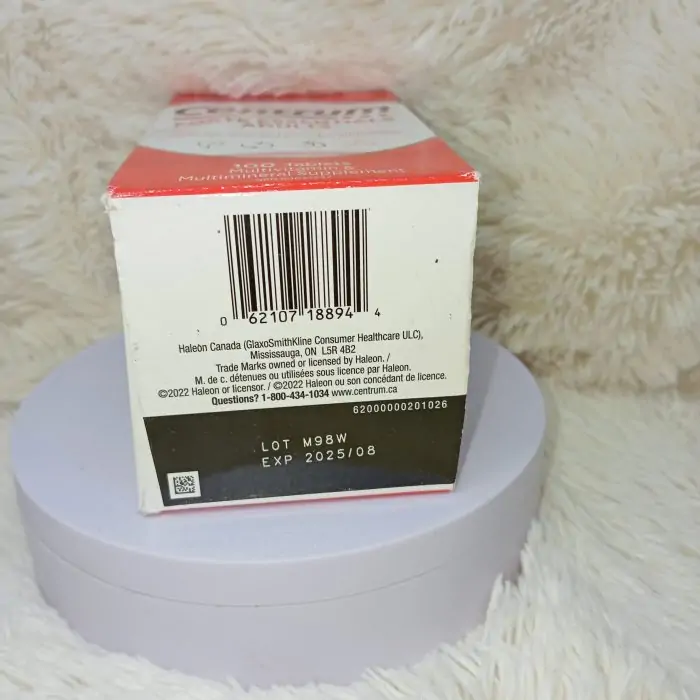 Centrum
ADULTS
100 Tablets
Multivitamin &
Multimineral Supplement
0 62107 18894 4
Haleon Canada (GlaxoSmithKline Consumer Healthcare ULC),
Mississauga, ON L5R 4B2
Trade Marks owned or licensed by Haleon. /
M. de c. détenues ou utilisées sous licence par Haleon.
©2022 Haleon or licensor. / ©2022 Haleon ou son concédant de licence.
Questions? 1-800-434-1034 www.centrum.ca
62000000201026
LOT M98W
EXP 2025/08